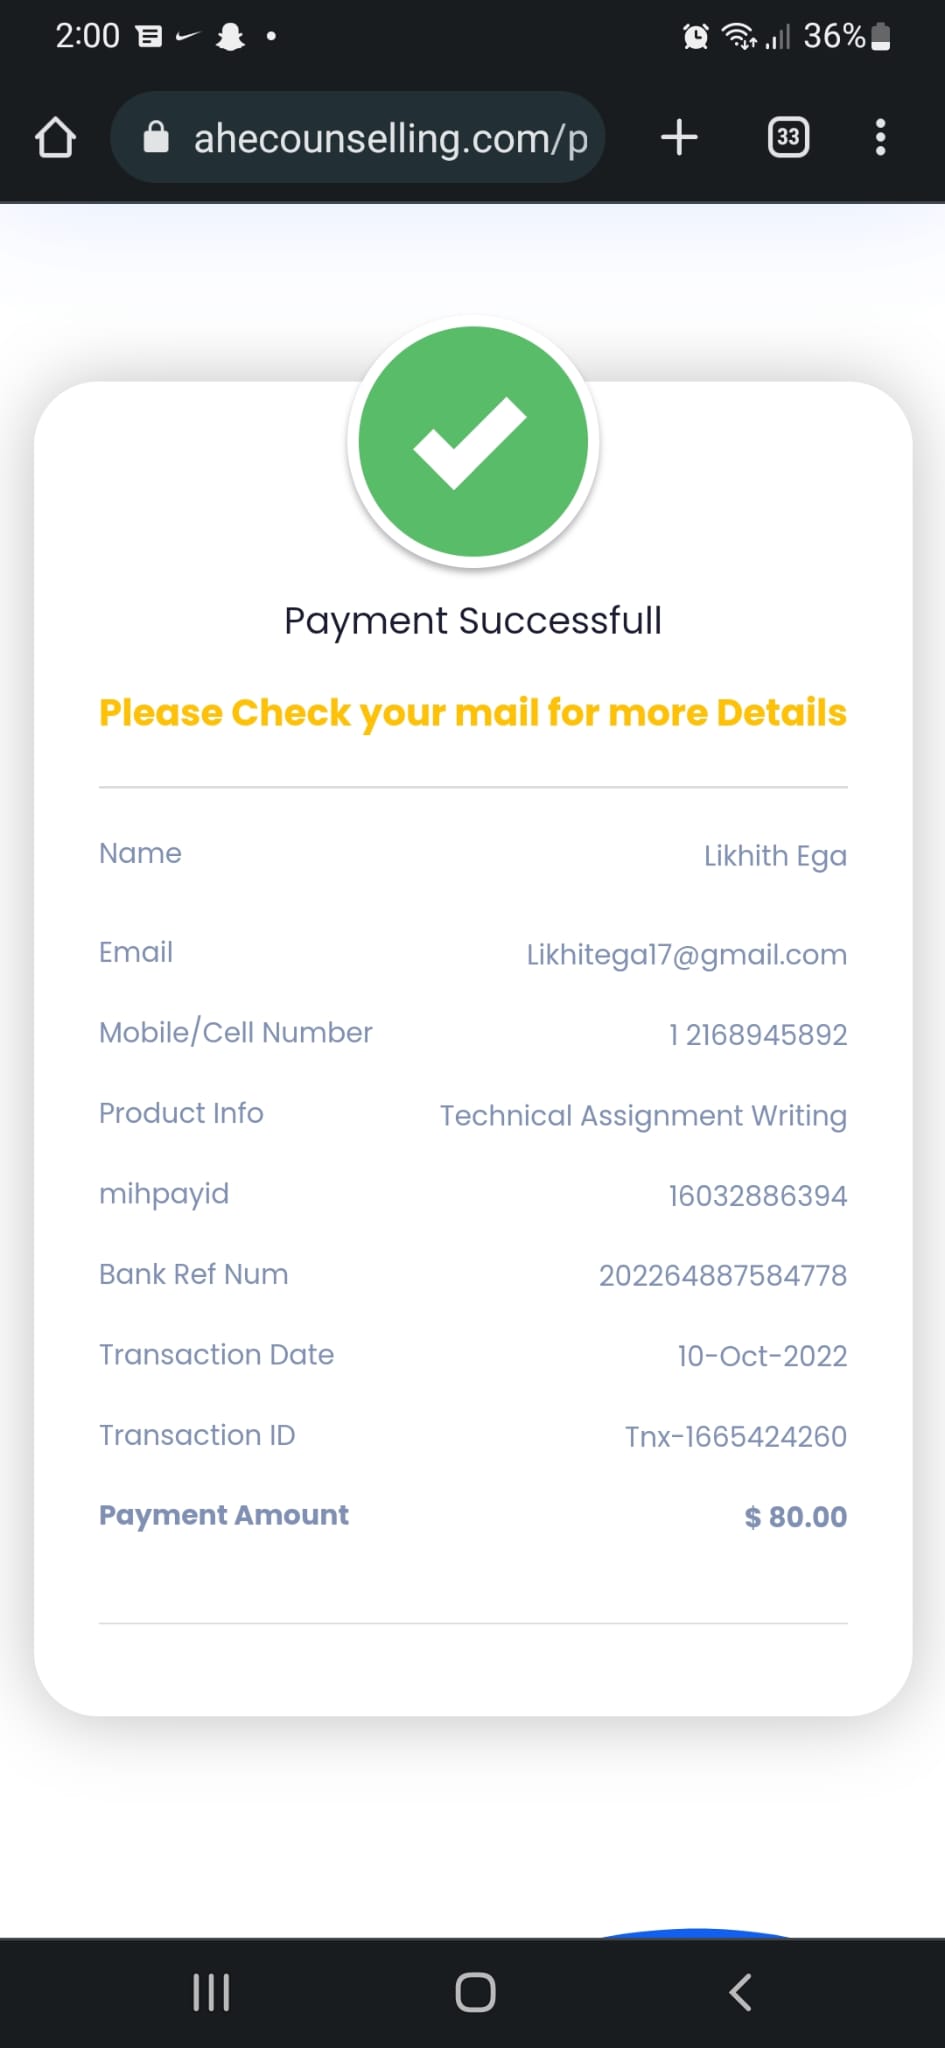 2:00 36%
ahecounselling.com/p 33
Payment Successfull
Please Check your mail for more Details
Name Likhith Ega
Email Likhitega17@gmail.com
Mobile/Cell Number 1 2168945892
Product Info Technical Assignment Writing
mihpayid 16032886394
Bank Ref Num 202264887584778
Transaction Date 10-Oct-2022
Transaction ID Tnx-1665424260
Payment Amount $ 80.00